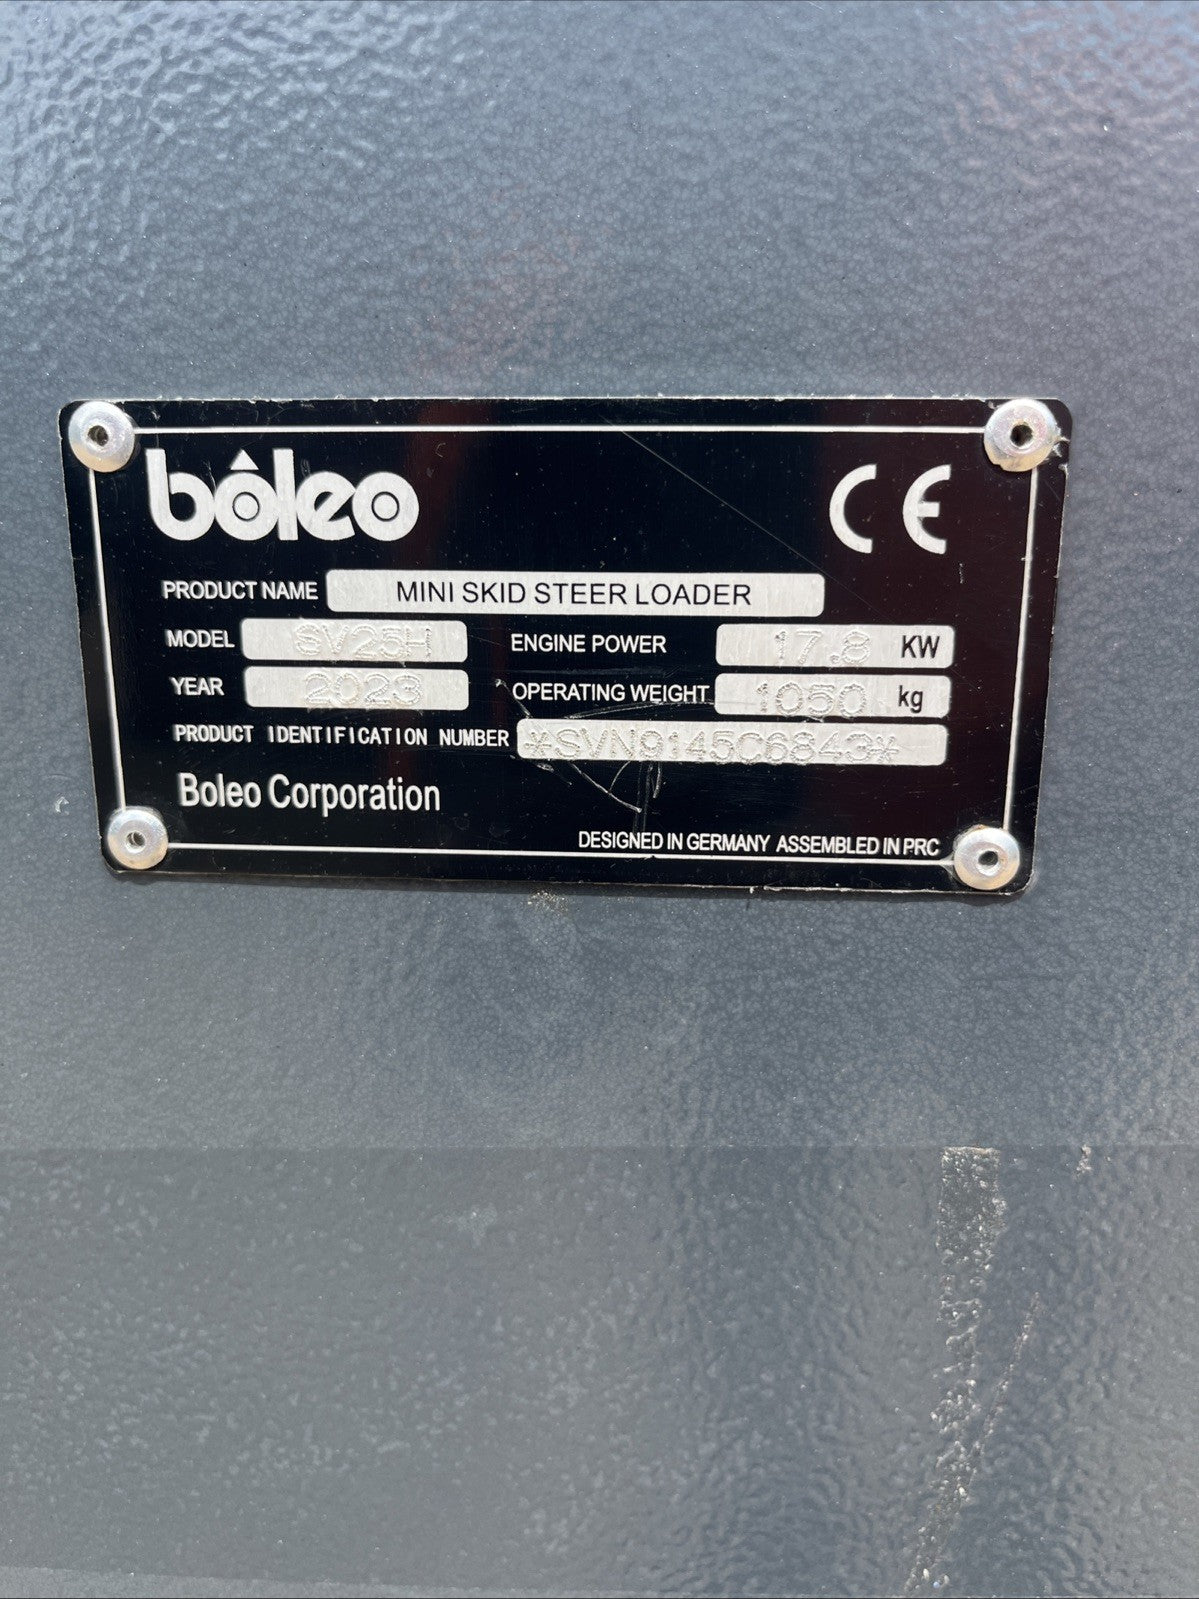 bôleo
CE
PRODUCT NAME MINI SKID STEER LOADER
MODEL SV25H ENGINE POWER 17.8 KW
YEAR 2023 OPERATING WEIGHT 1050 kg
PRODUCT IDENTIFICATION NUMBER *SVN9145C6843*
Boleo Corporation
DESIGNED IN GERMANY ASSEMBLED IN PRC